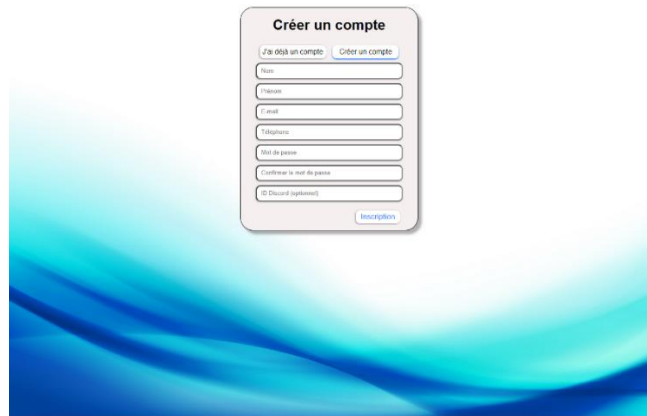 Créer un compte
J'ai déjà un compte Créer un compte
Nom
Prénom
E-mail
Téléphone
Mot de passe
Confirmer le mot de passe
ID Discord (optionnel)
Inscription